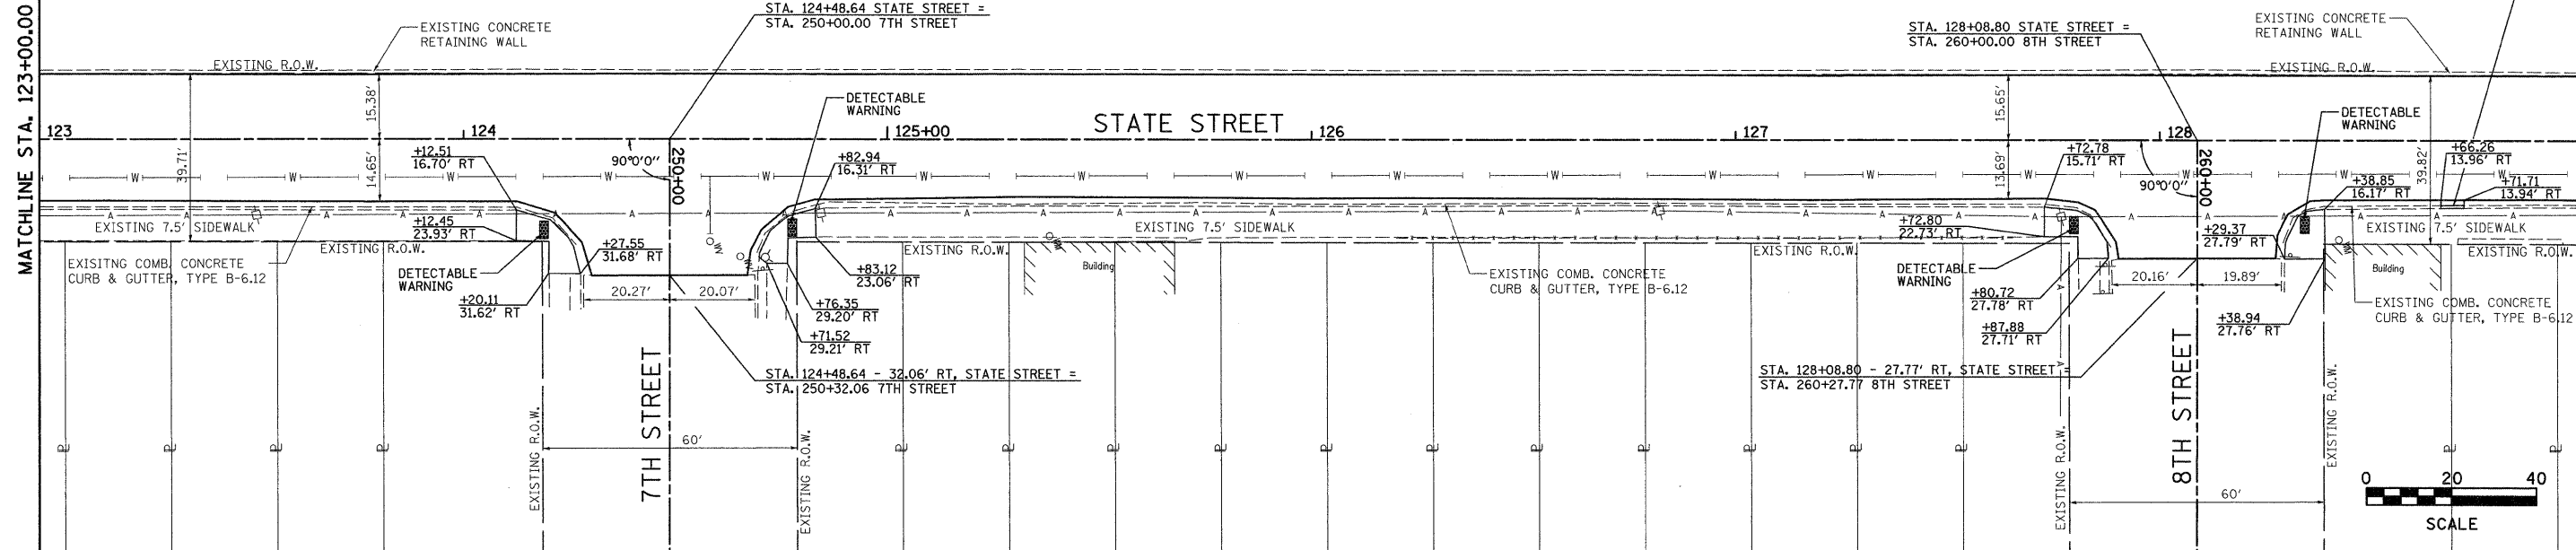 MATCHLINE STA. 123+00.00
EXISTING CONCRETE
RETAINING WALL
EXISTING R.O.W.
STA. 124+48.64 STATE STREET =
STA. 250+00.00 7TH STREET
STA. 128+08.80 STATE STREET =
STA. 260+00.00 8TH STREET
EXISTING CONCRETE
RETAINING WALL
EXISTING R.O.W.
39.71'
15.38'
14.65'
DETECTABLE
WARNING
15.65'
13.69'
DETECTABLE
WARNING
39.82'
123
124
125+00
STATE STREET
126
127
128
+12.51
16.70' RT
90°0'0"
250+00
+82.94
16.31' RT
+72.78
15.71' RT
90°0'0"
260+00
+66.26
13.96' RT
+38.85
16.17' RT
+71.71
13.94' RT
W W W W W W W W W W W W W W W W
A A A A A A A A A A A A A A A A
EXISTING 7.5' SIDEWALK
+12.45
23.93' RT
EXISTING R.O.W.
EXISITNG COMB. CONCRETE
CURB & GUTTER, TYPE B-6.12
DETECTABLE
WARNING
+27.55
31.68' RT
+20.11
31.62' RT
20.27'
20.07'
+83.12
23.06' RT
+76.35
29.20' RT
+71.52
29.21' RT
EXISTING R.O.W.
Building
EXISTING 7.5' SIDEWALK
EXISTING COMB. CONCRETE
CURB & GUTTER, TYPE B-6.12
EXISTING R.O.W.
+72.80
22.73' RT
DETECTABLE
WARNING
+80.72
27.78' RT
+87.88
27.71' RT
20.16'
19.89'
+29.37
27.79' RT
+38.94
27.76' RT
EXISTING 7.5' SIDEWALK
EXISTING R.O.W.
Building
EXISTING COMB. CONCRETE
CURB & GUTTER, TYPE B-6.12
STA. 124+48.64 - 32.06' RT, STATE STREET =
STA. 250+32.06 7TH STREET
STA. 128+08.80 - 27.77' RT, STATE STREET =
STA. 260+27.77 8TH STREET
EXISTING R.O.W.
7TH STREET
60'
EXISTING R.O.W.
EXISTING R.O.W.
8TH STREET
60'
EXISTING R.O.W.
0 20 40
SCALE